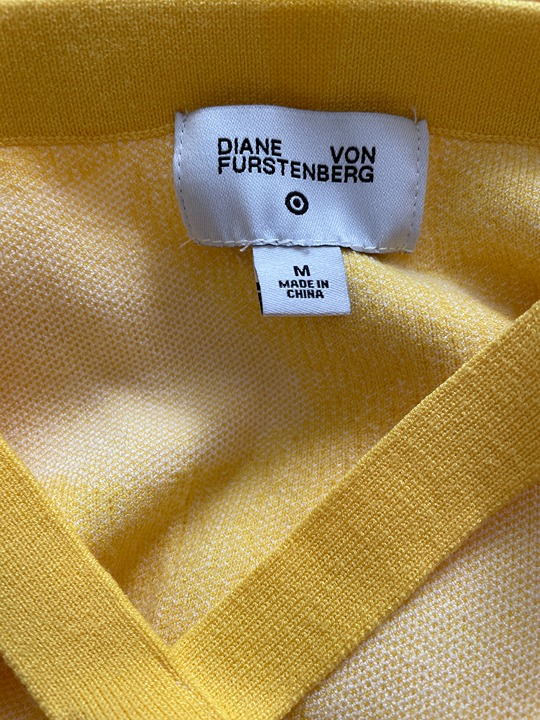 DIANE VON
FURSTENBERG
M
MADE IN
CHINA